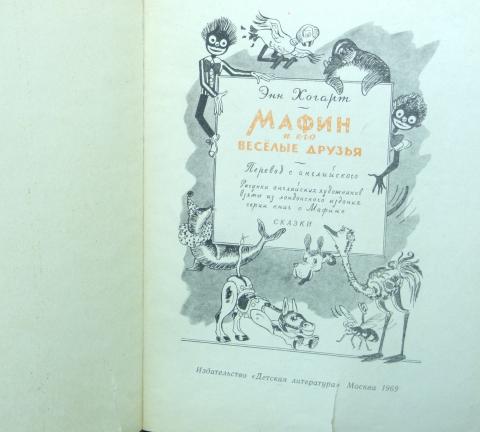 Энн Хогарт
МАФИН
и его
ВЕСЁЛЫЕ ДРУЗЬЯ
Перевод с английского
Рисунки английских художников
взяты из лондонского издания
серии книг о Мафине
СКАЗКИ
Издательство «Детская литература» Москва 1969